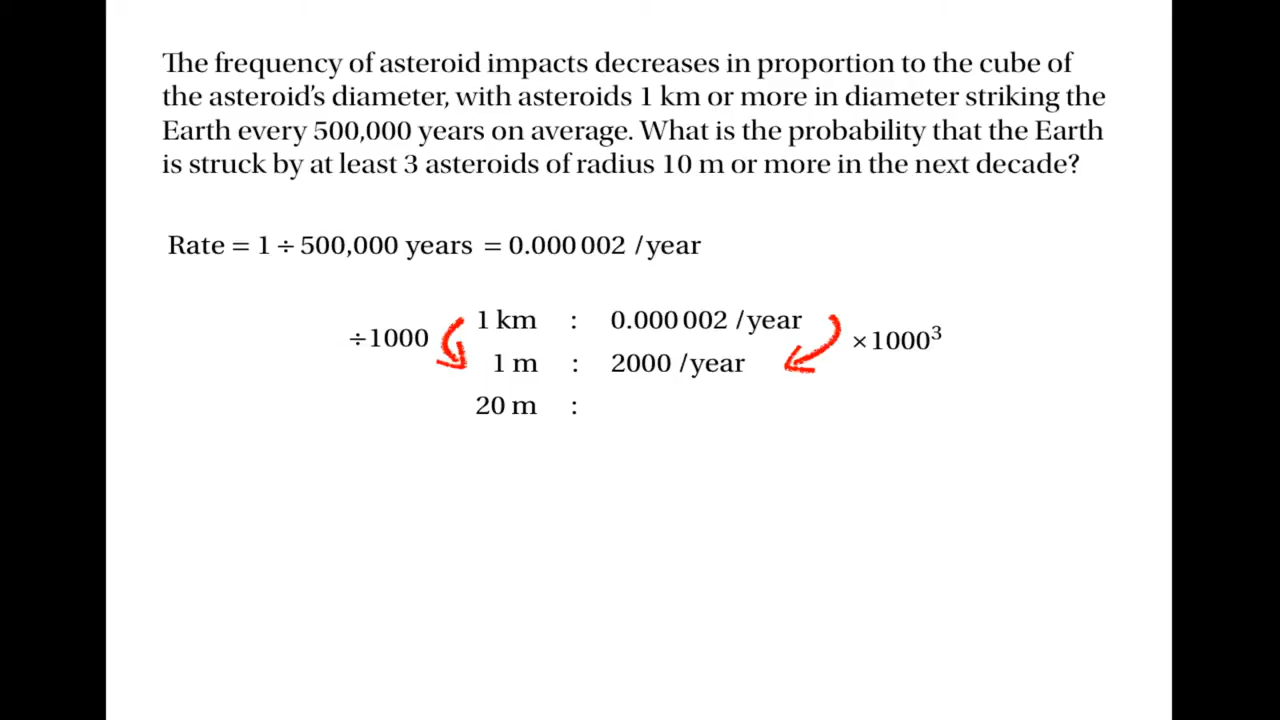 The frequency of asteroid impacts decreases in proportion to the cube of
the asteroid's diameter, with asteroids 1 km or more in diameter striking the
Earth every 500,000 years on average. What is the probability that the Earth
is struck by at least 3 asteroids of radius 10 m or more in the next decade?
Rate = 1 ÷ 500,000 years = 0.000 002 /year
1 km : 0.000 002 /year
÷1000 ×1000³
1 m : 2000 /year
20 m :